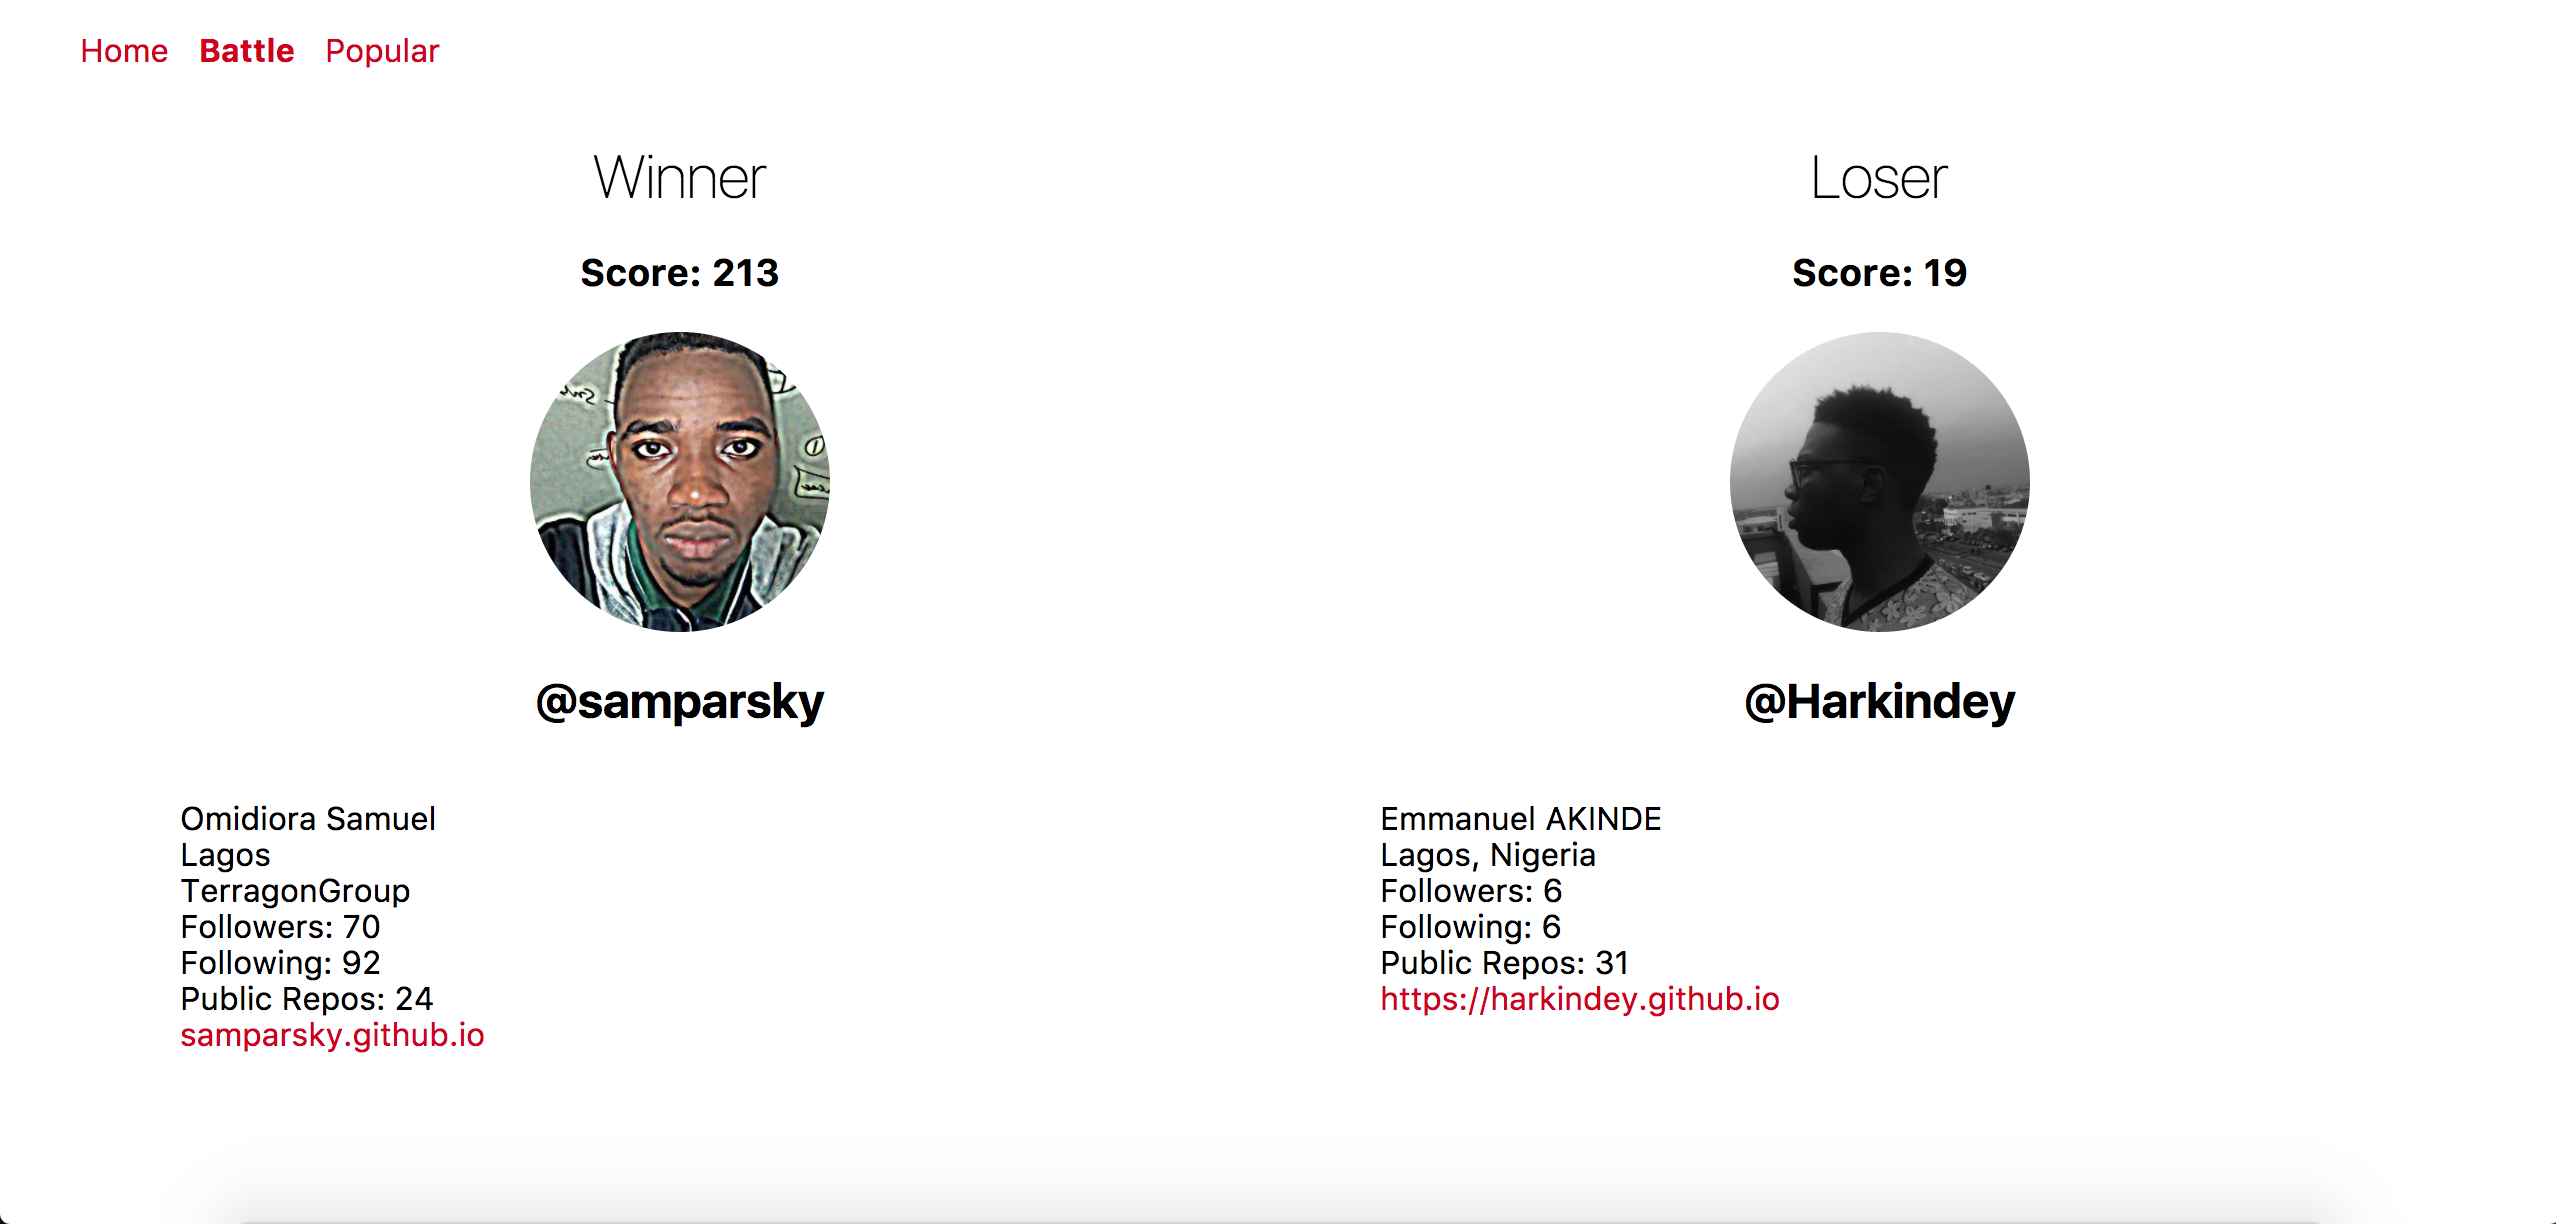 Home Battle Popular
Winner
Score: 213
@samparsky
Omidiora Samuel
Lagos
TerragonGroup
Followers: 70
Following: 92
Public Repos: 24
samparsky.github.io
Loser
Score: 19
@Harkindey
Emmanuel AKINDE
Lagos, Nigeria
Followers: 6
Following: 6
Public Repos: 31
https://harkindey.github.io